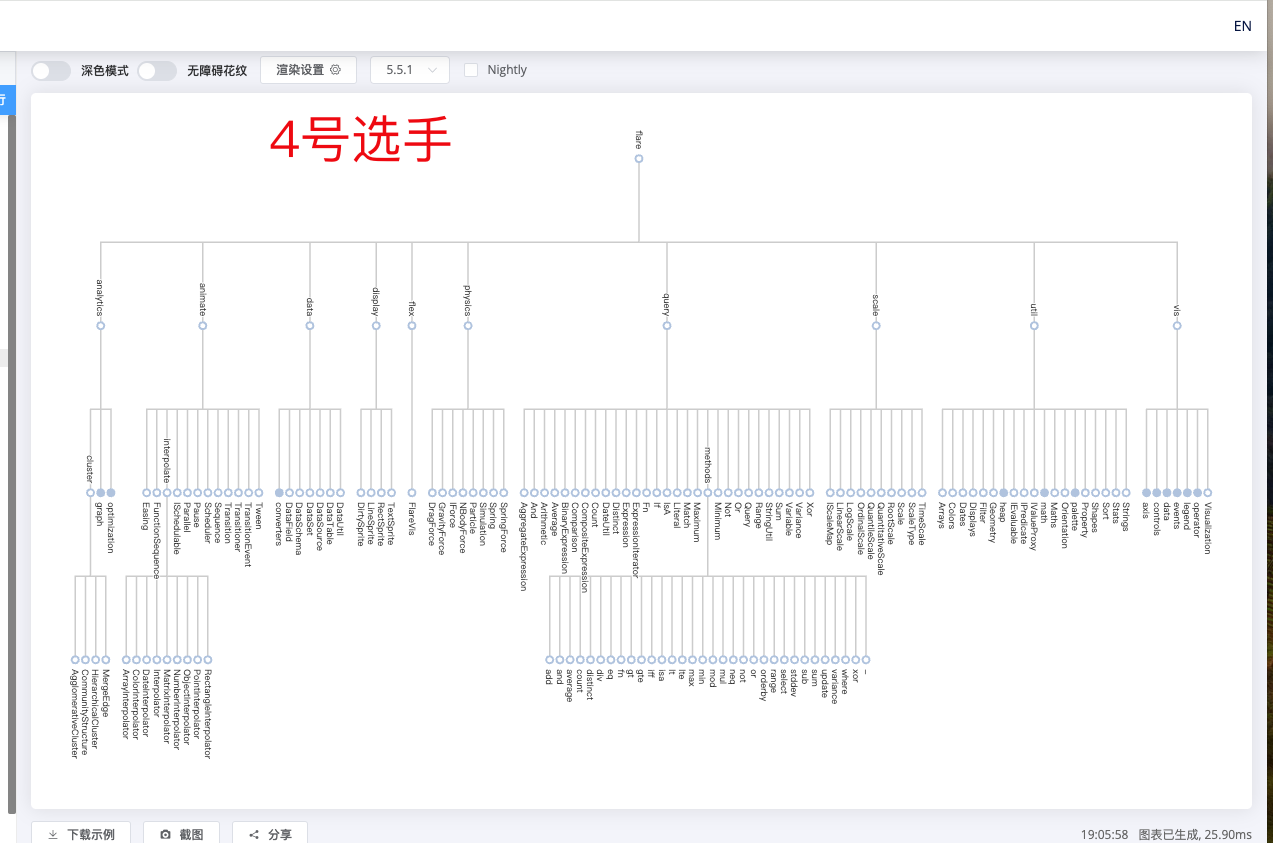 EN
行
深色模式
无障碍花纹
渲染设置
5.5.1
Nightly
4号选手
flare
analytics
animate
data
display
flex
physics
query
scale
util
vis
cluster
graph
optimization
Easing
FunctionSequence
interpolate
ISchedulable
Parallel
Pause
Scheduler
Sequence
Transition
Transitioner
TransitionEvent
Tween
converters
DataField
DataSchema
DataSet
DataSource
DataTable
DataUtil
DirtySprite
LineSprite
RectSprite
TextSprite
FlareVis
DragForce
GravityForce
IForce
NBodyForce
Particle
Simulation
Spring
SpringForce
AggregateExpression
And
Arithmetic
Average
BinaryExpression
Comparison
CompositeExpression
Count
DateUtil
Distinct
Expression
ExpressionIterator
Fn
If
IsA
Literal
Match
Maximum
methods
Minimum
Not
Or
Query
Range
StringUtil
Sum
Variable
Variance
Xor
IScaleMap
LinearScale
LogScale
OrdinalScale
QuantileScale
QuantitativeScale
RootScale
Scale
ScaleType
TimeScale
Arrays
Colors
Dates
Displays
Filter
Geometry
heap
IEvaluable
IPredicate
IValueProxy
math
Maths
Orientation
palette
Property
Shapes
Sort
Stats
Strings
axis
controls
data
events
legend
operator
Visualization
AgglomerativeCluster
CommunityStructure
HierarchicalCluster
MergeEdge
ArrayInterpolator
ColorInterpolator
DateInterpolator
Interpolator
MatrixInterpolator
NumberInterpolator
ObjectInterpolator
PointInterpolator
RectangleInterpolator
add
and
average
count
distinct
div
eq
fn
gt
gte
iff
isa
lt
lte
max
min
mod
mul
neq
not
or
orderby
range
select
stddev
sub
sum
update
variance
where
xor
_
下载示例
截图
分享
19:05:58 图表已生成, 25.90ms